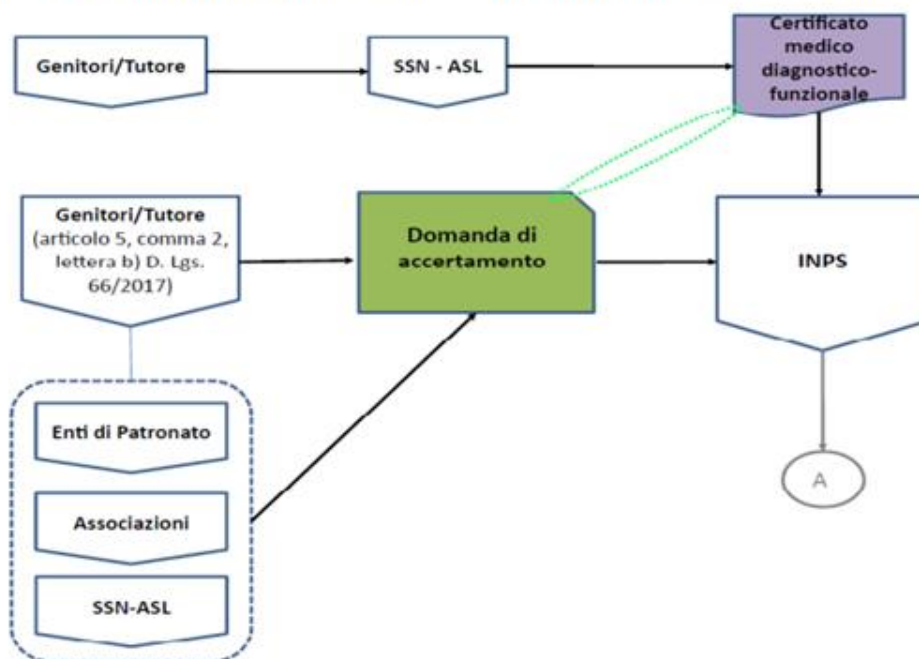 Genitori/Tutore
SSN - ASL
Certificato
medico
diagnostico-
funzionale
Genitori/Tutore
(articolo 5, comma 2,
lettera b) D. Lgs.
66/2017)
Domanda di
accertamento
INPS
Enti di Patronato
Associazioni
SSN-ASL
A